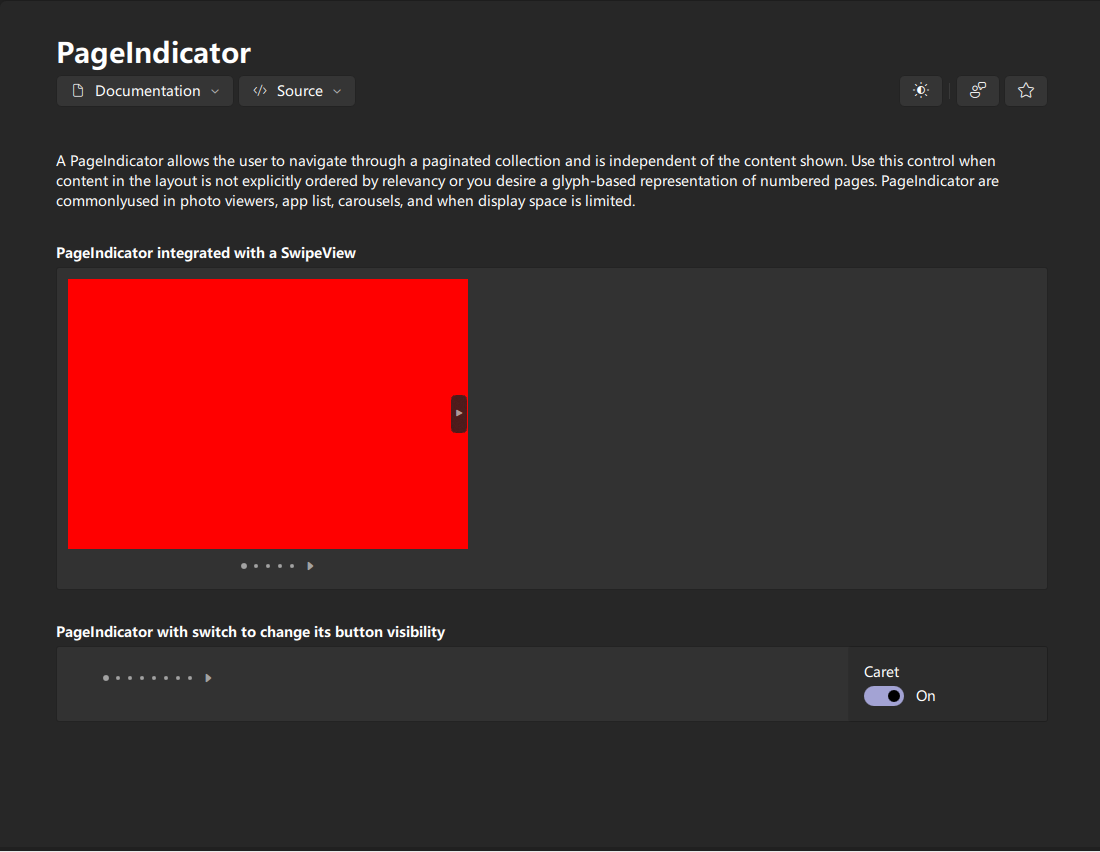 PageIndicator
Documentation
Source
A PageIndicator allows the user to navigate through a paginated collection and is independent of the content shown. Use this control when
content in the layout is not explicitly ordered by relevancy or you desire a glyph-based representation of numbered pages. PageIndicator are
commonlyused in photo viewers, app list, carousels, and when display space is limited.
PageIndicator integrated with a SwipeView
PageIndicator with switch to change its button visibility
Caret
On